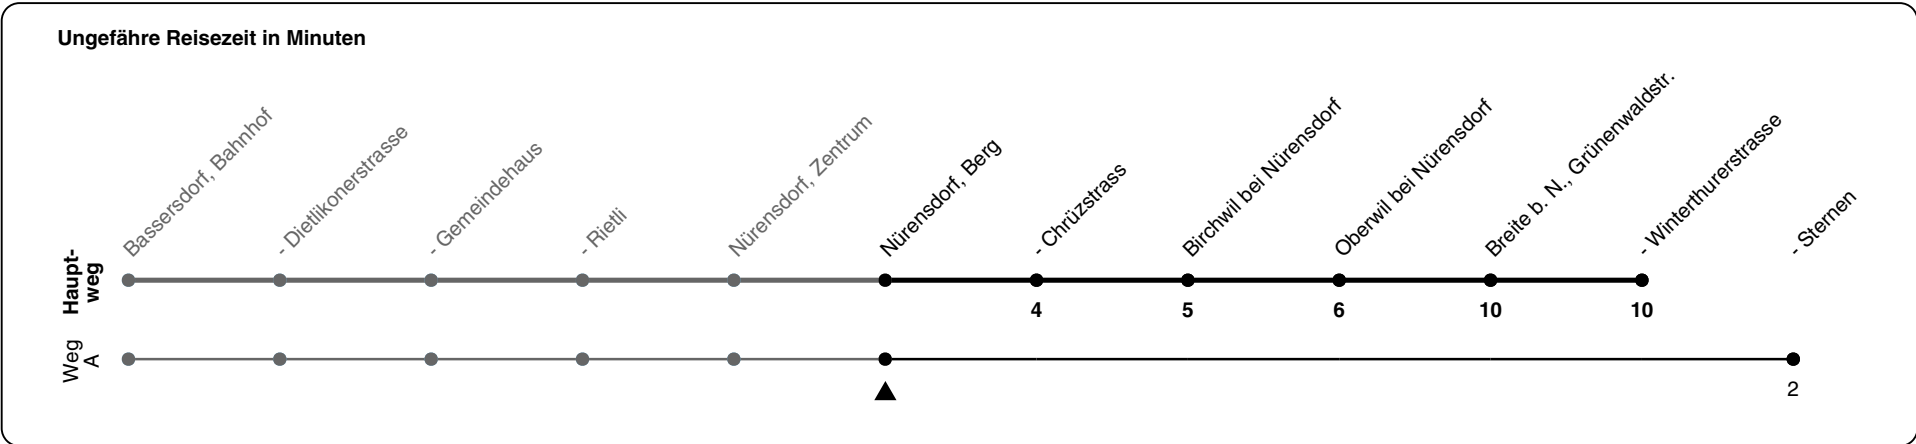 Ungefähre Reisezeit in Minuten
Bassersdorf, Bahnhof
- Dietlikonerstrasse
- Gemeindehaus
- Rietli
Nürensdorf, Zentrum
Nürensdorf, Berg
- Chrüzstrass
Birchwil bei Nürensdorf
Oberwil bei Nürensdorf
Breite b. N., Grünenwaldstr.
- Winterthurerstrasse
- Sternen
Haupt-
weg
4 5 6 10 10
Weg
A
2